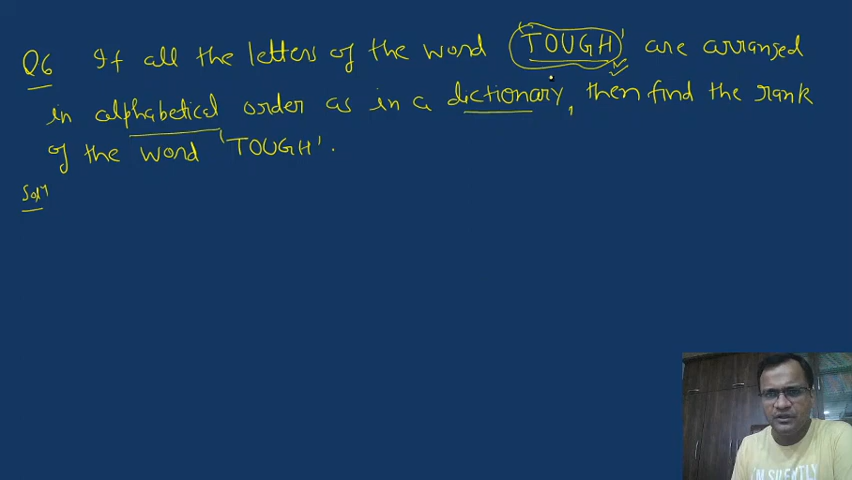 Q6 If all the letters of the word 'TOUGH' are arranged
in alphabetical order as in a dictionary, then find the rank
of the word 'TOUGH'.
Solⁿ